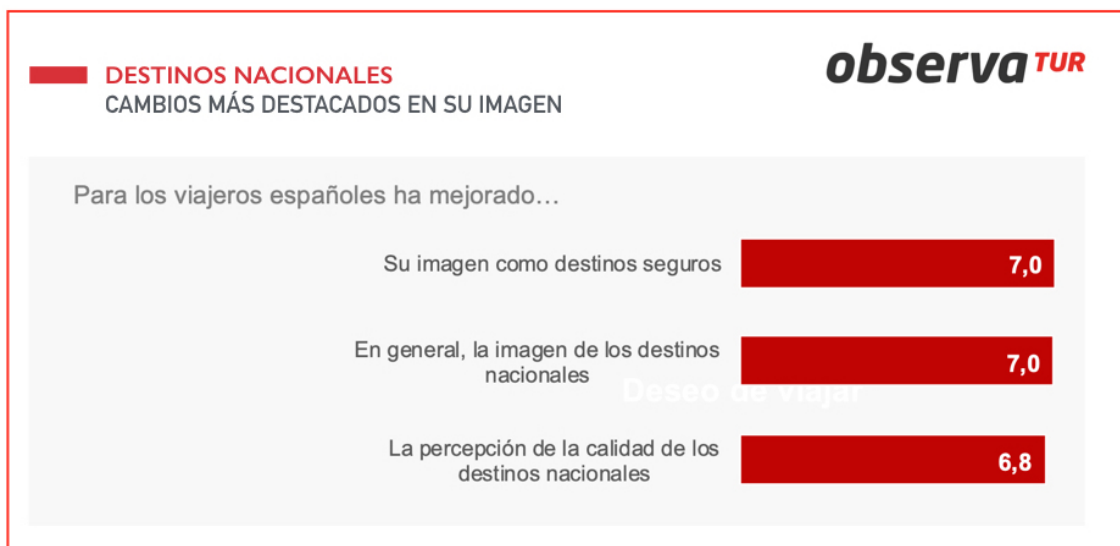 observaTUR
DESTINOS NACIONALES
CAMBIOS MÁS DESTACADOS EN SU IMAGEN
Para los viajeros españoles ha mejorado…
Su imagen como destinos seguros
7,0
En general, la imagen de los destinos
nacionales
7,0
Deseo de viajar
La percepción de la calidad de los
destinos nacionales
6,8